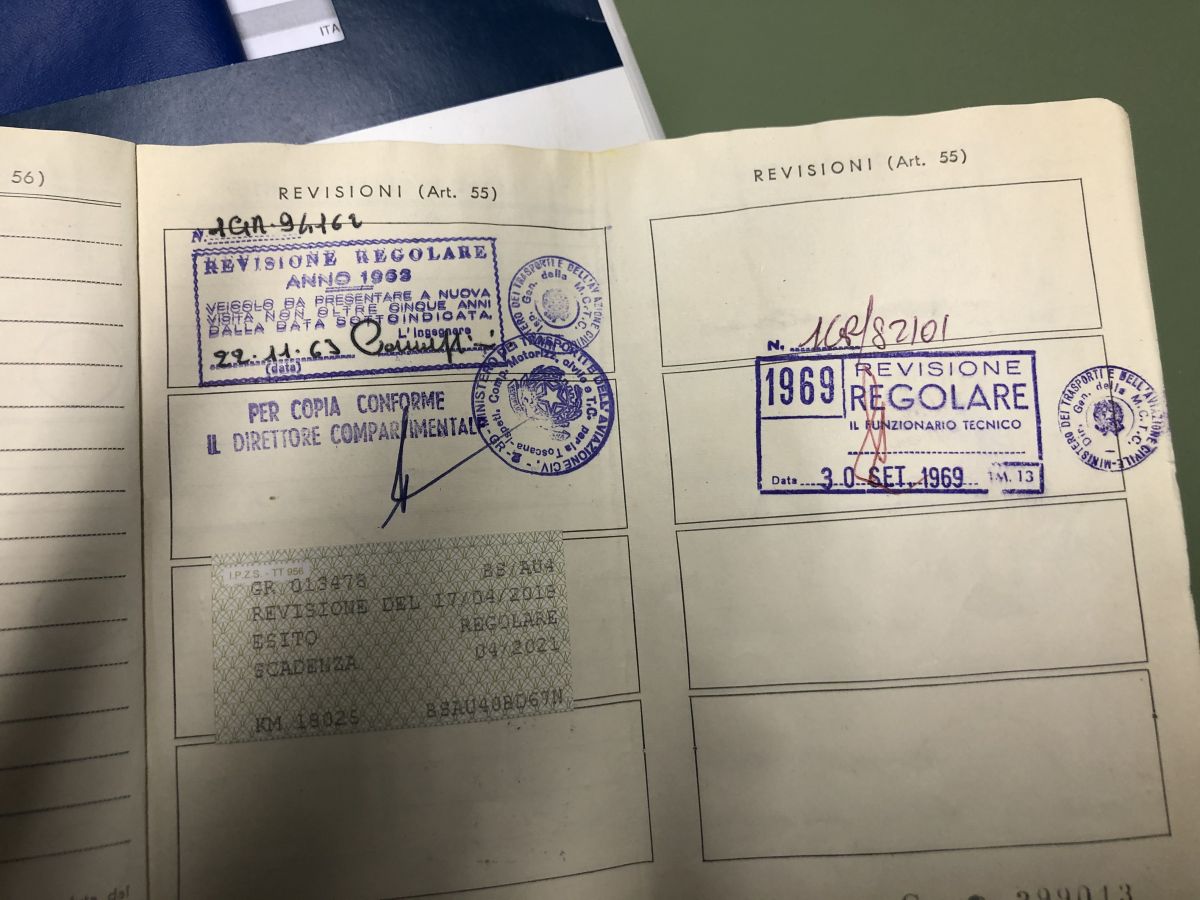 ITA
56)
REVISIONI (Art. 55)
REVISIONE REGOLARE
ANNO 1963
VEICOLO DA PRESENTARE A NUOVA
VISITA NON OLTRE CINQUE ANNI
DALLA DATA SOTTOINDICATA
L'Ingegnere
22.11.63
(data)
PER COPIA CONFORME
IL DIRETTORE COMPARTIMENTALE
I.P.Z.S. - TT 956
GR 013478 BS/AU4
REVISIONE DEL 17/04/2018
ESITO REGOLARE
SCADENZA 04/2021
KM 18026 BSAU40BD67N
REVISIONI (Art. 55)
N.
1969
REVISIONE
REGOLARE
IL FUNZIONARIO TECNICO
Data 30 SET. 1969 M. 13